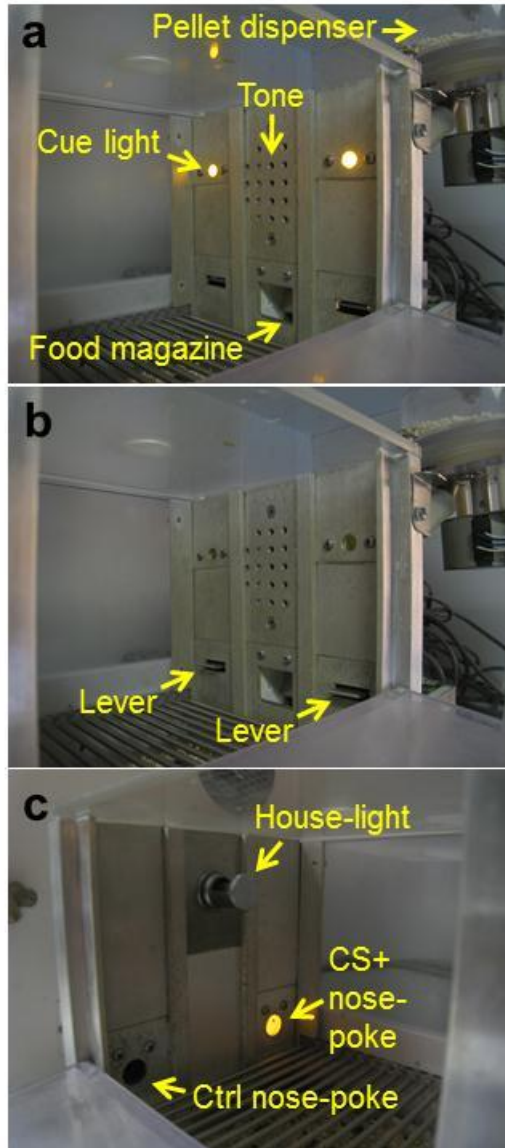 a
Pellet dispenser
Tone
Cue light
Food magazine
b
Lever
Lever
c
House-light
CS+
nose-
poke
Ctrl nose-poke